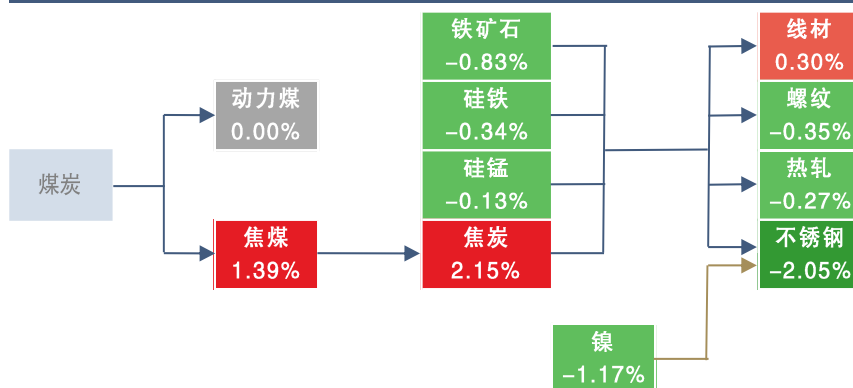 铁矿石
-0.83%
线材
0.30%
动力煤
0.00%
硅铁
-0.34%
螺纹
-0.35%
煤炭
硅锰
-0.13%
热轧
-0.27%
焦煤
1.39%
焦炭
2.15%
不锈钢
-2.05%
镍
-1.17%